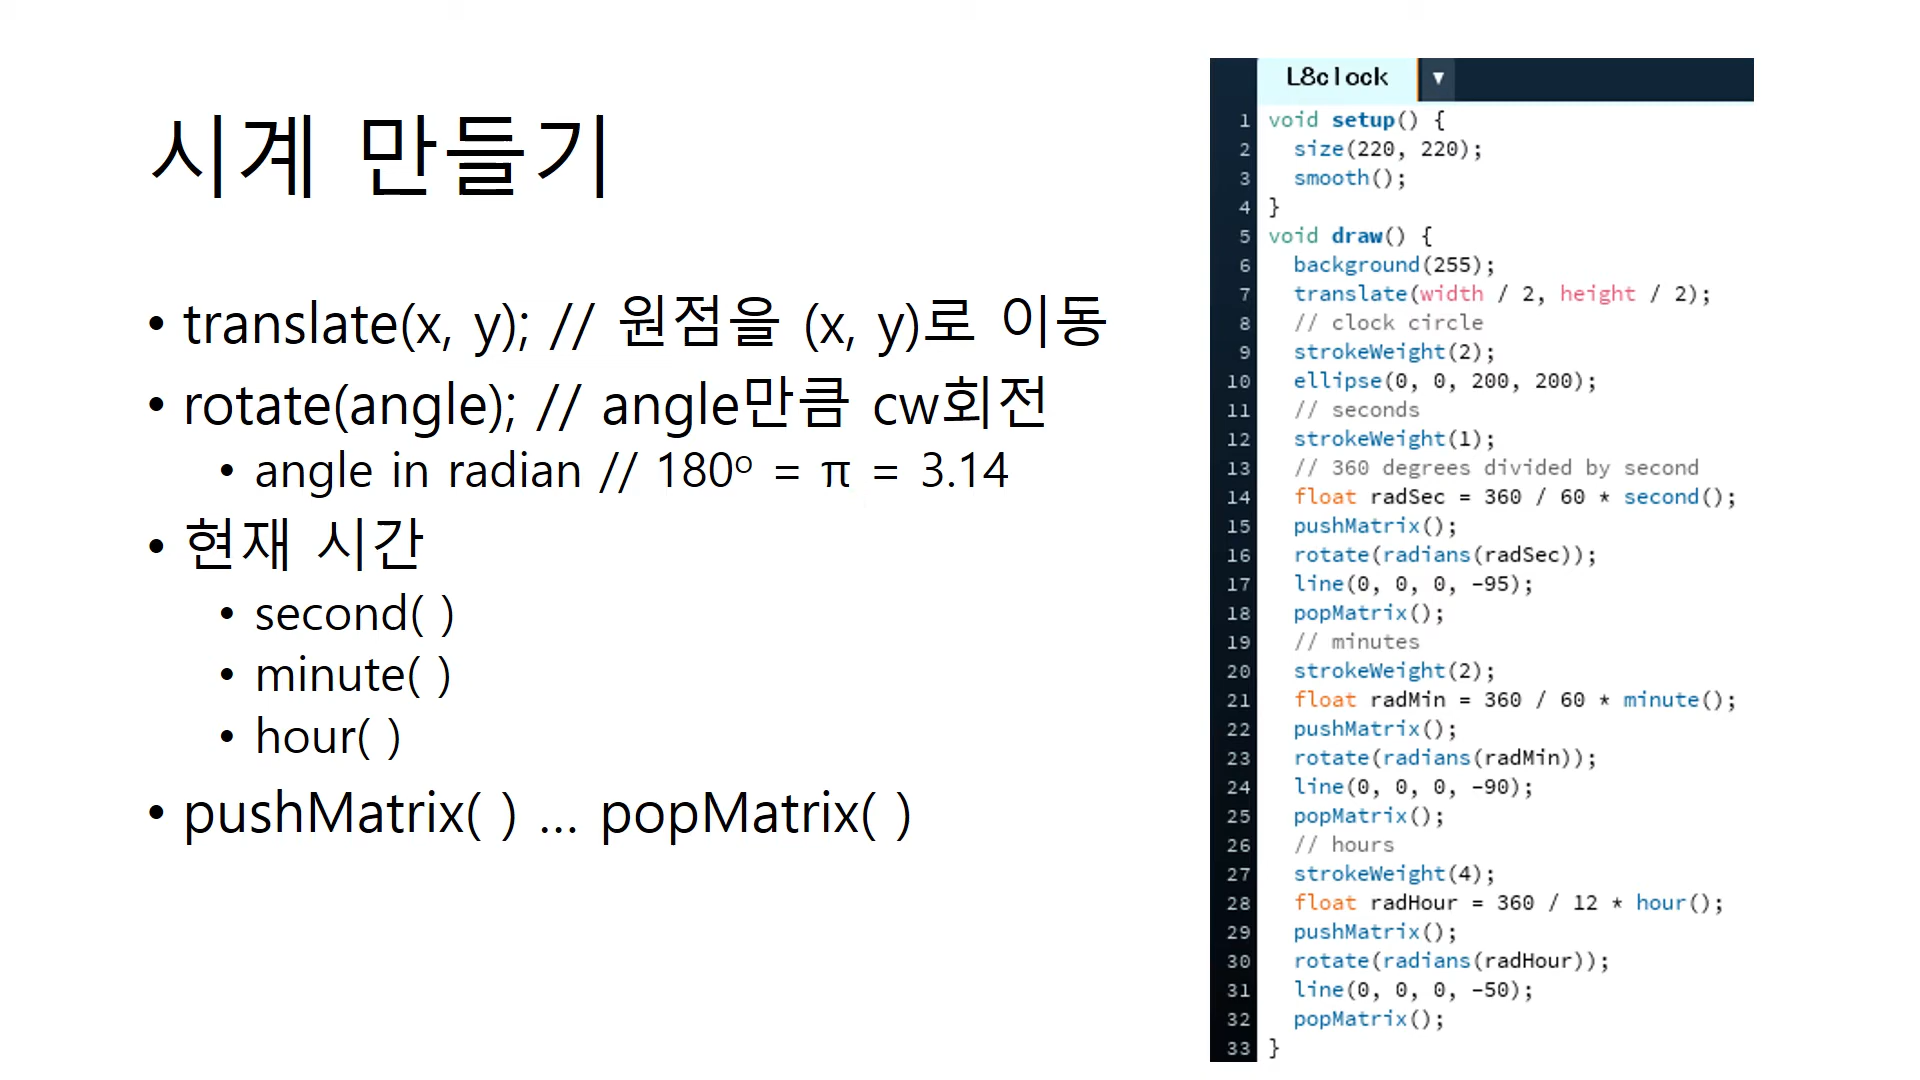 시계 만들기
• translate(x, y); // 원점을 (x, y)로 이동
• rotate(angle); // angle만큼 cw회전
• angle in radian // 180º = π = 3.14
• 현재 시간
• second( )
• minute( )
• hour( )
• pushMatrix( ) … popMatrix( )
L8clock ▼
1 void setup() {
2 size(220, 220);
3 smooth();
4 }
5 void draw() {
6 background(255);
7 translate(width / 2, height / 2);
8 // clock circle
9 strokeWeight(2);
10 ellipse(0, 0, 200, 200);
11 // seconds
12 strokeWeight(1);
13 // 360 degrees divided by second
14 float radSec = 360 / 60 * second();
15 pushMatrix();
16 rotate(radians(radSec));
17 line(0, 0, 0, -95);
18 popMatrix();
19 // minutes
20 strokeWeight(2);
21 float radMin = 360 / 60 * minute();
22 pushMatrix();
23 rotate(radians(radMin));
24 line(0, 0, 0, -90);
25 popMatrix();
26 // hours
27 strokeWeight(4);
28 float radHour = 360 / 12 * hour();
29 pushMatrix();
30 rotate(radians(radHour));
31 line(0, 0, 0, -50);
32 popMatrix();
33 }